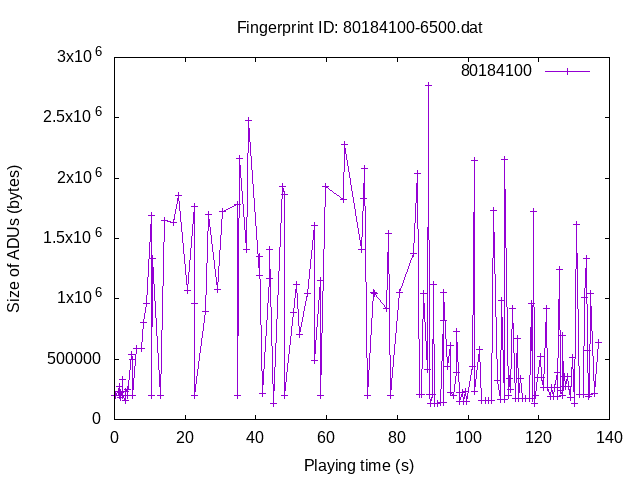 Fingerprint ID: 80184100-6500.dat
80184100
3x10^6
2.5x10^6
2x10^6
1.5x10^6
1x10^6
500000
0
Size of ADUs (bytes)
0 20 40 60 80 100 120 140
Playing time (s)